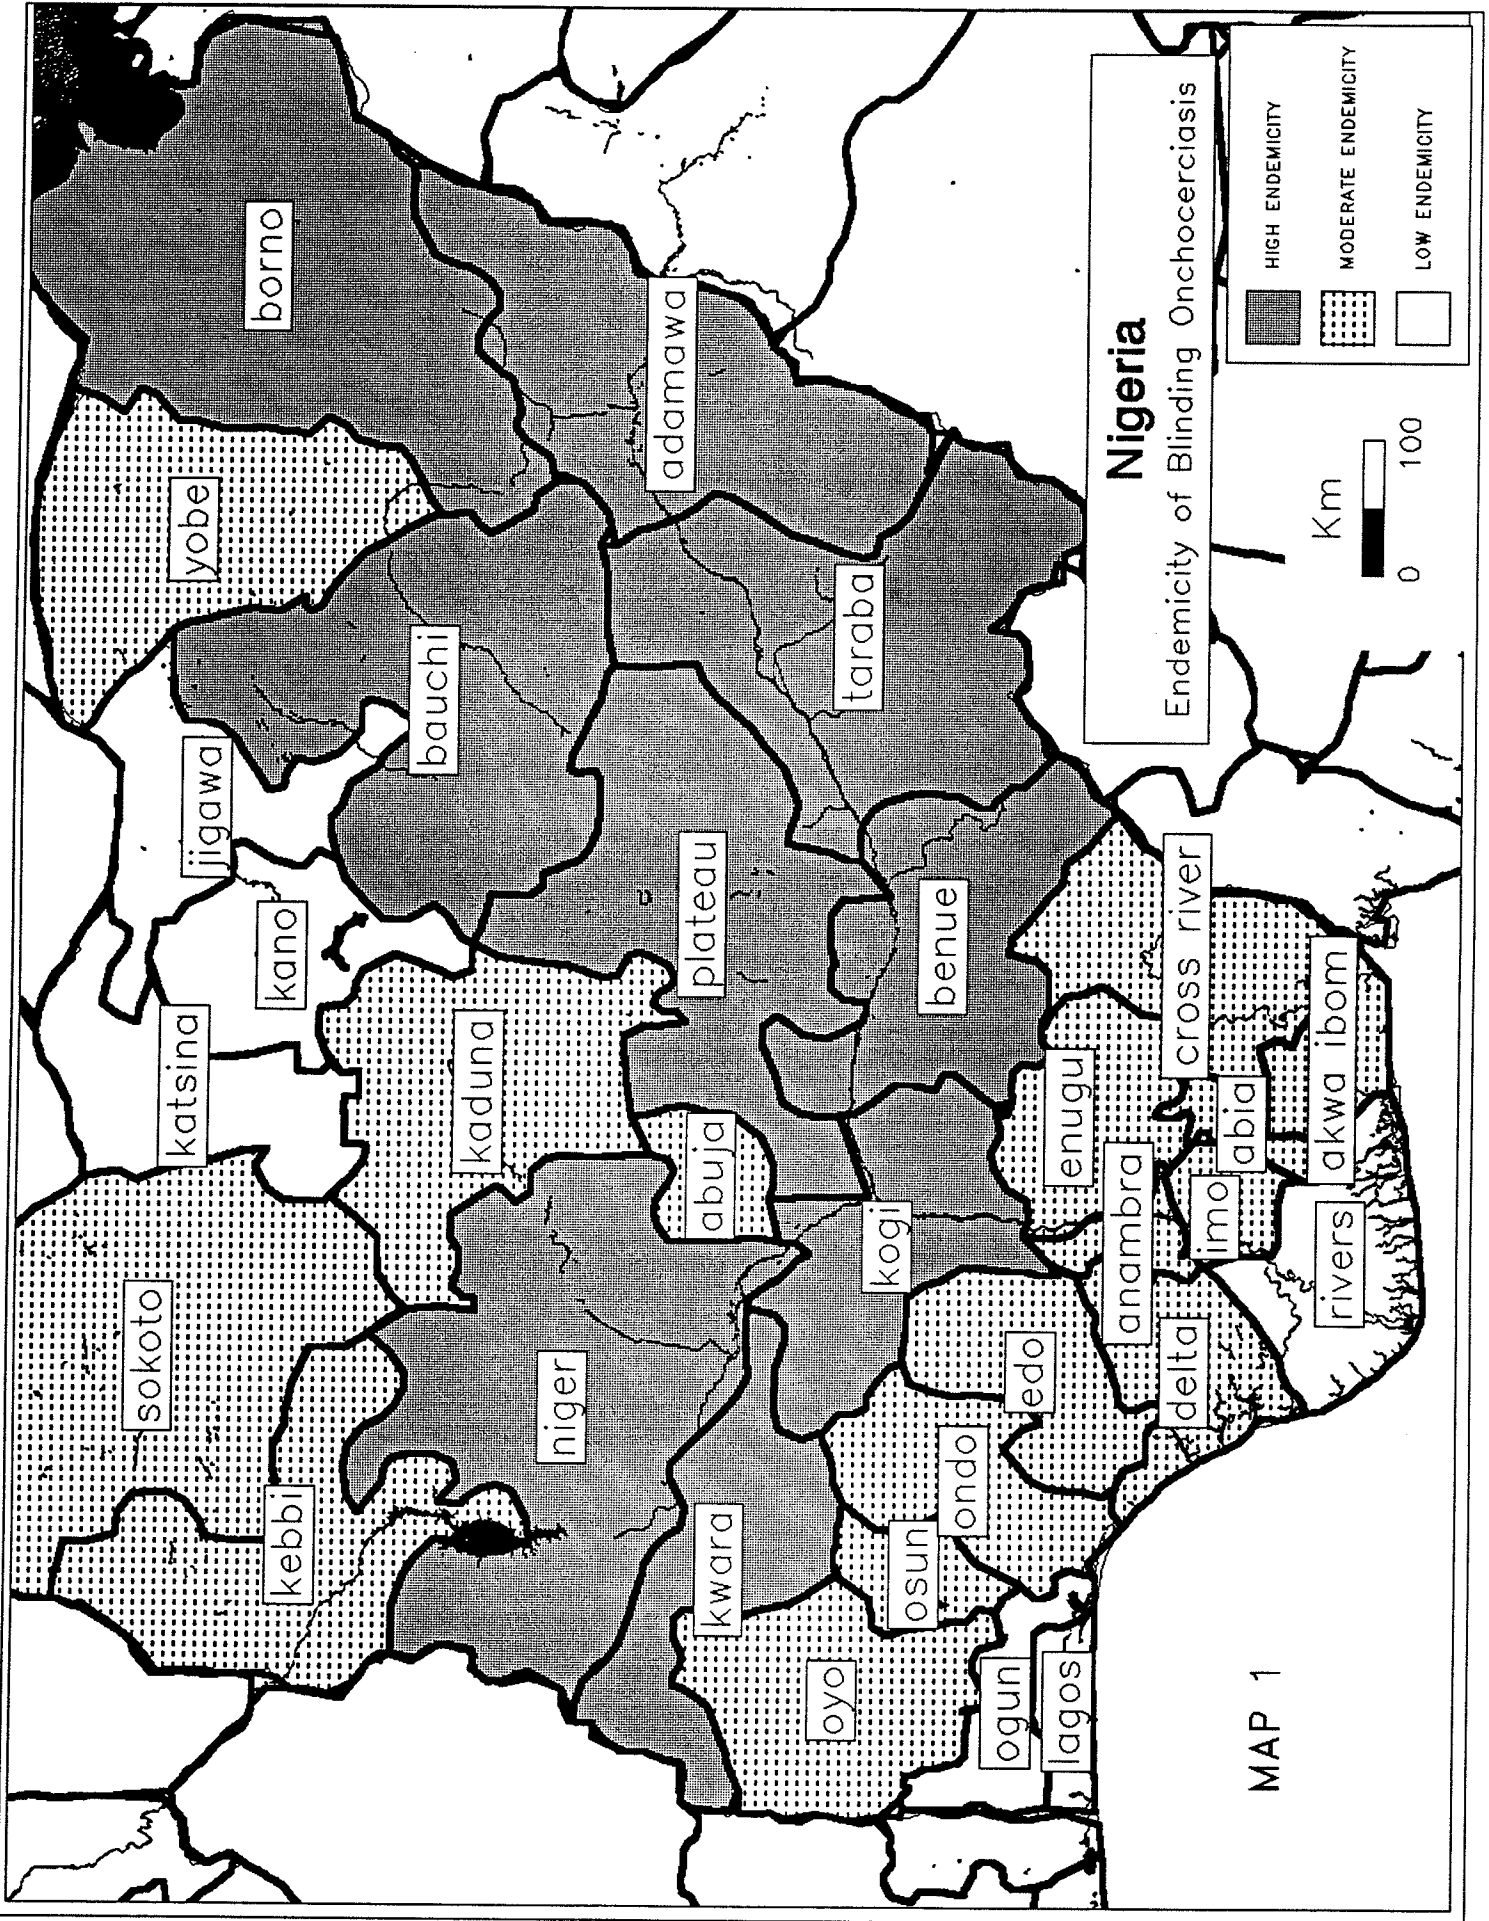 sokoto
katsina
jigawa
yobe
borno
kebbi
kano
kaduna
bauchi
niger
abuja
plateau
adamawa
kwara
kogi
benue
taraba
oyo
osun
ondo
edo
enugu
anambra
cross river
ogun
lagos
delta
imo
abia
rivers
akwa ibom
MAP 1
Nigeria
Endemicity of Blinding Onchocerciasis
Km
0 100
HIGH ENDEMICITY
MODERATE ENDEMICITY
LOW ENDEMICITY